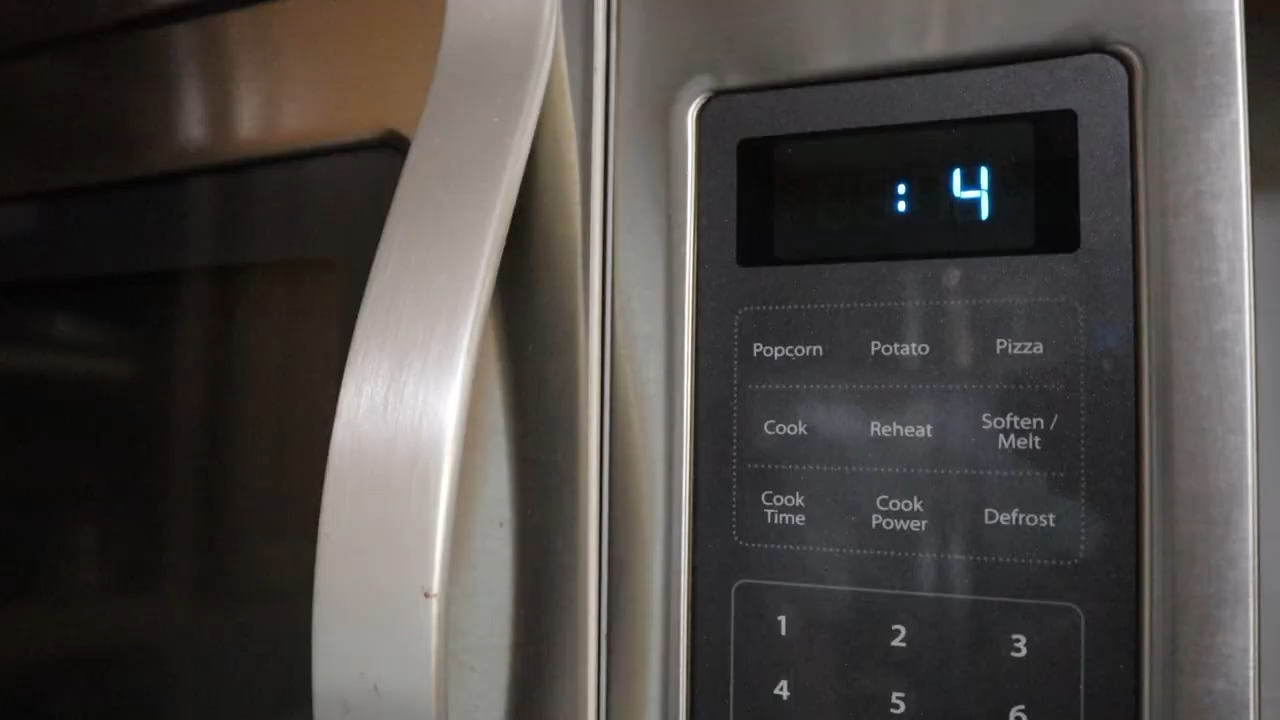 : 4
Popcorn Potato Pizza
Cook Reheat Soften /
Melt
Cook Time Cook Power Defrost
1 2 3
4 5 6